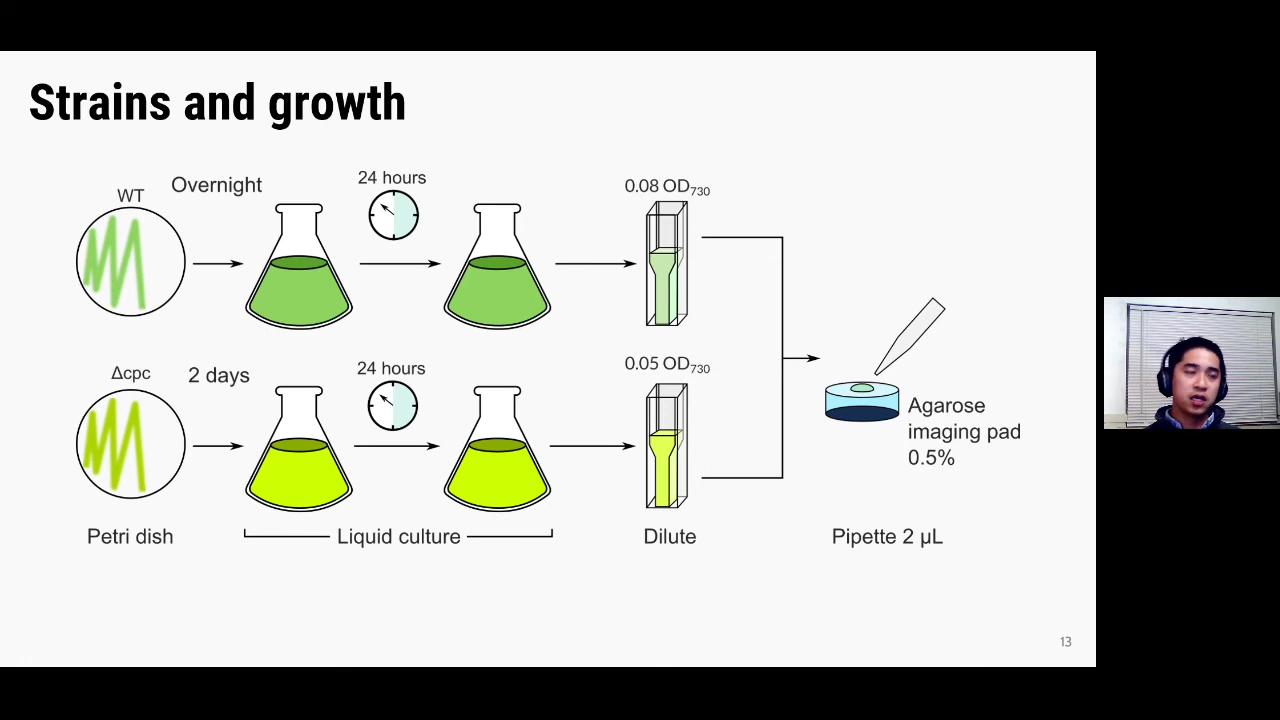 Strains and growth
WT
Overnight
24 hours
0.08 OD730
Δcpc
2 days
24 hours
0.05 OD730
Agarose
imaging pad
0.5%
Petri dish
Liquid culture
Dilute
Pipette 2 µL
13